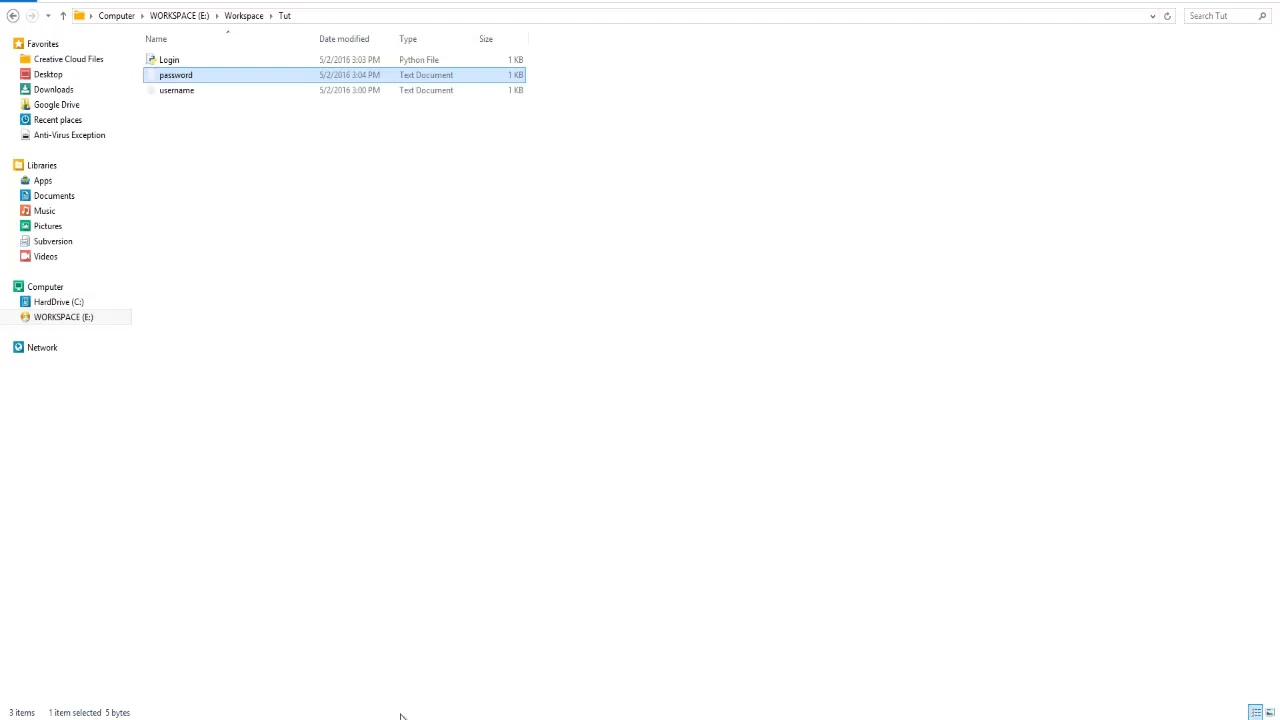 Computer WORKSPACE (E:) Workspace Tut Search Tut
Name Date modified Type Size
Favorites
Creative Cloud Files
Desktop
Downloads
Google Drive
Recent places
Anti-Virus Exception
Libraries
Apps
Documents
Music
Pictures
Subversion
Videos
Computer
HardDrive (C:)
WORKSPACE (E:)
Network
Login 5/2/2016 3:03 PM Python File 1 KB
password 5/2/2016 3:04 PM Text Document 1 KB
username 5/2/2016 3:00 PM Text Document 1 KB
3 items 1 item selected 5 bytes